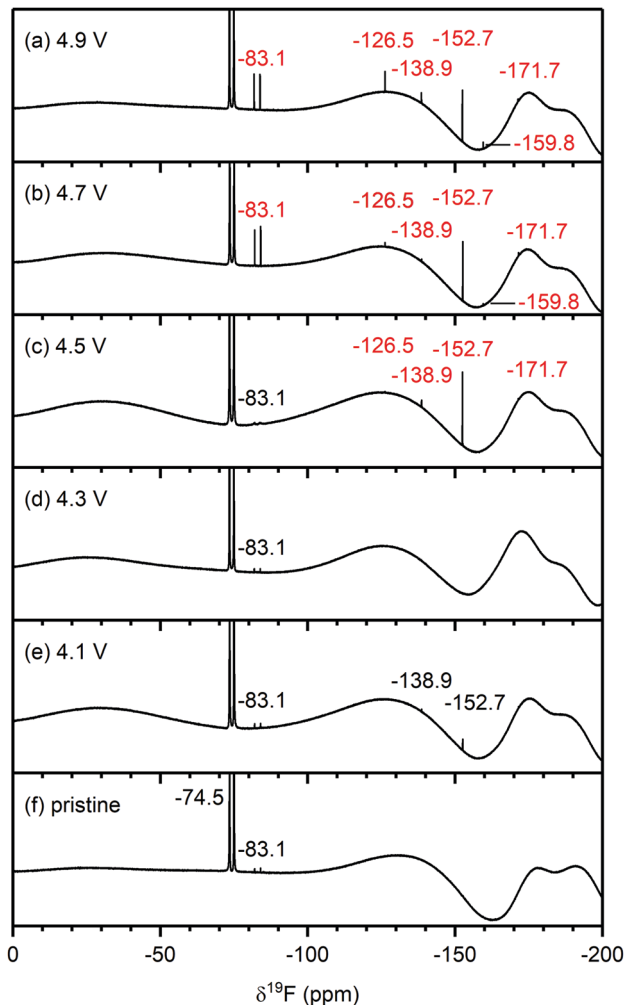 (a) 4.9 V
-83.1
-126.5
-152.7
-138.9
-171.7
-159.8
(b) 4.7 V
-83.1
-126.5
-152.7
-138.9
-171.7
-159.8
(c) 4.5 V
-83.1
-126.5
-152.7
-138.9
-171.7
(d) 4.3 V
-83.1
(e) 4.1 V
-83.1
-138.9
-152.7
(f) pristine
-74.5
-83.1
0 -50 -100 -150 -200
δ¹⁹F (ppm)